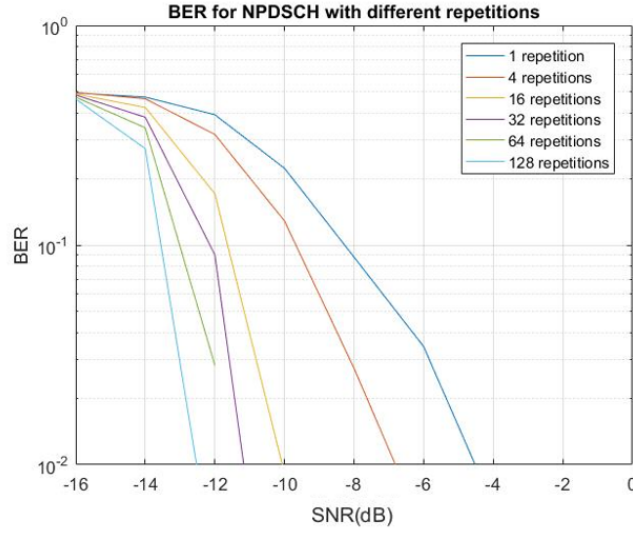 BER for NPDSCH with different repetitions
10^0
1 repetition
4 repetitions
16 repetitions
32 repetitions
64 repetitions
128 repetitions
BER
10^-1
10^-2
-16 -14 -12 -10 -8 -6 -4 -2 0
SNR(dB)